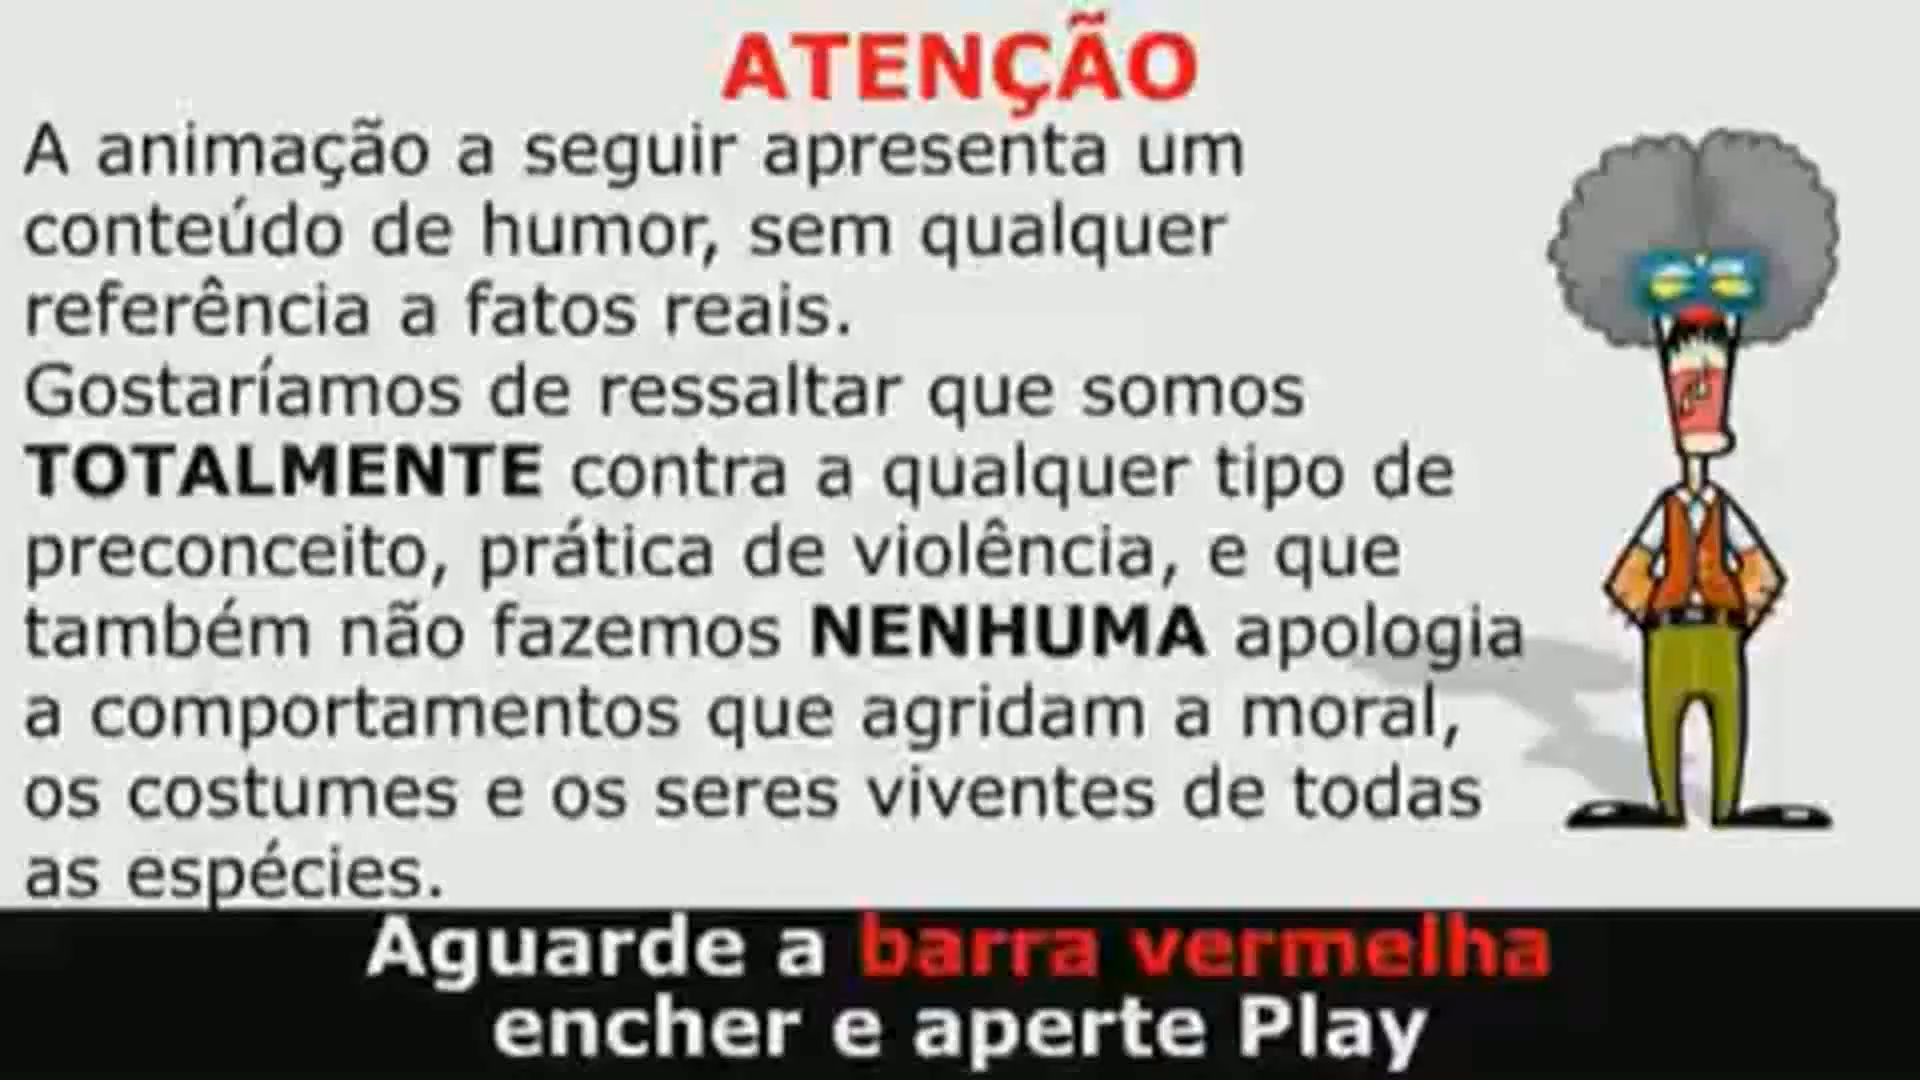 ATENÇÃO
A animação a seguir apresenta um
conteúdo de humor, sem qualquer
referência a fatos reais.
Gostaríamos de ressaltar que somos
TOTALMENTE contra a qualquer tipo de
preconceito, prática de violência, e que
também não fazemos NENHUMA apologia
a comportamentos que agridam a moral,
os costumes e os seres viventes de todas
as espécies.
Aguarde a barra vermelha
encher e aperte Play